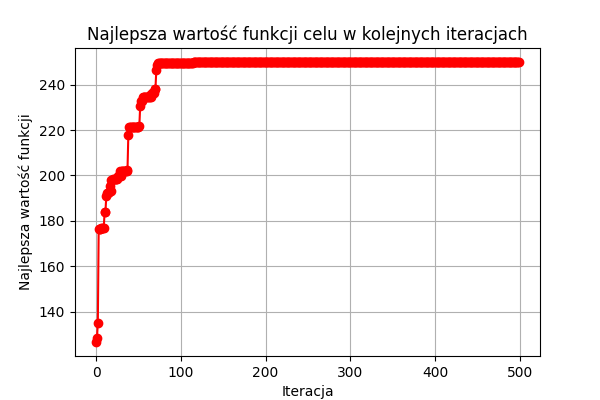 Najlepsza wartość funkcji celu w kolejnych iteracjach
Najlepsza wartość funkcji
240
220
200
180
160
140
0 100 200 300 400 500
Iteracja